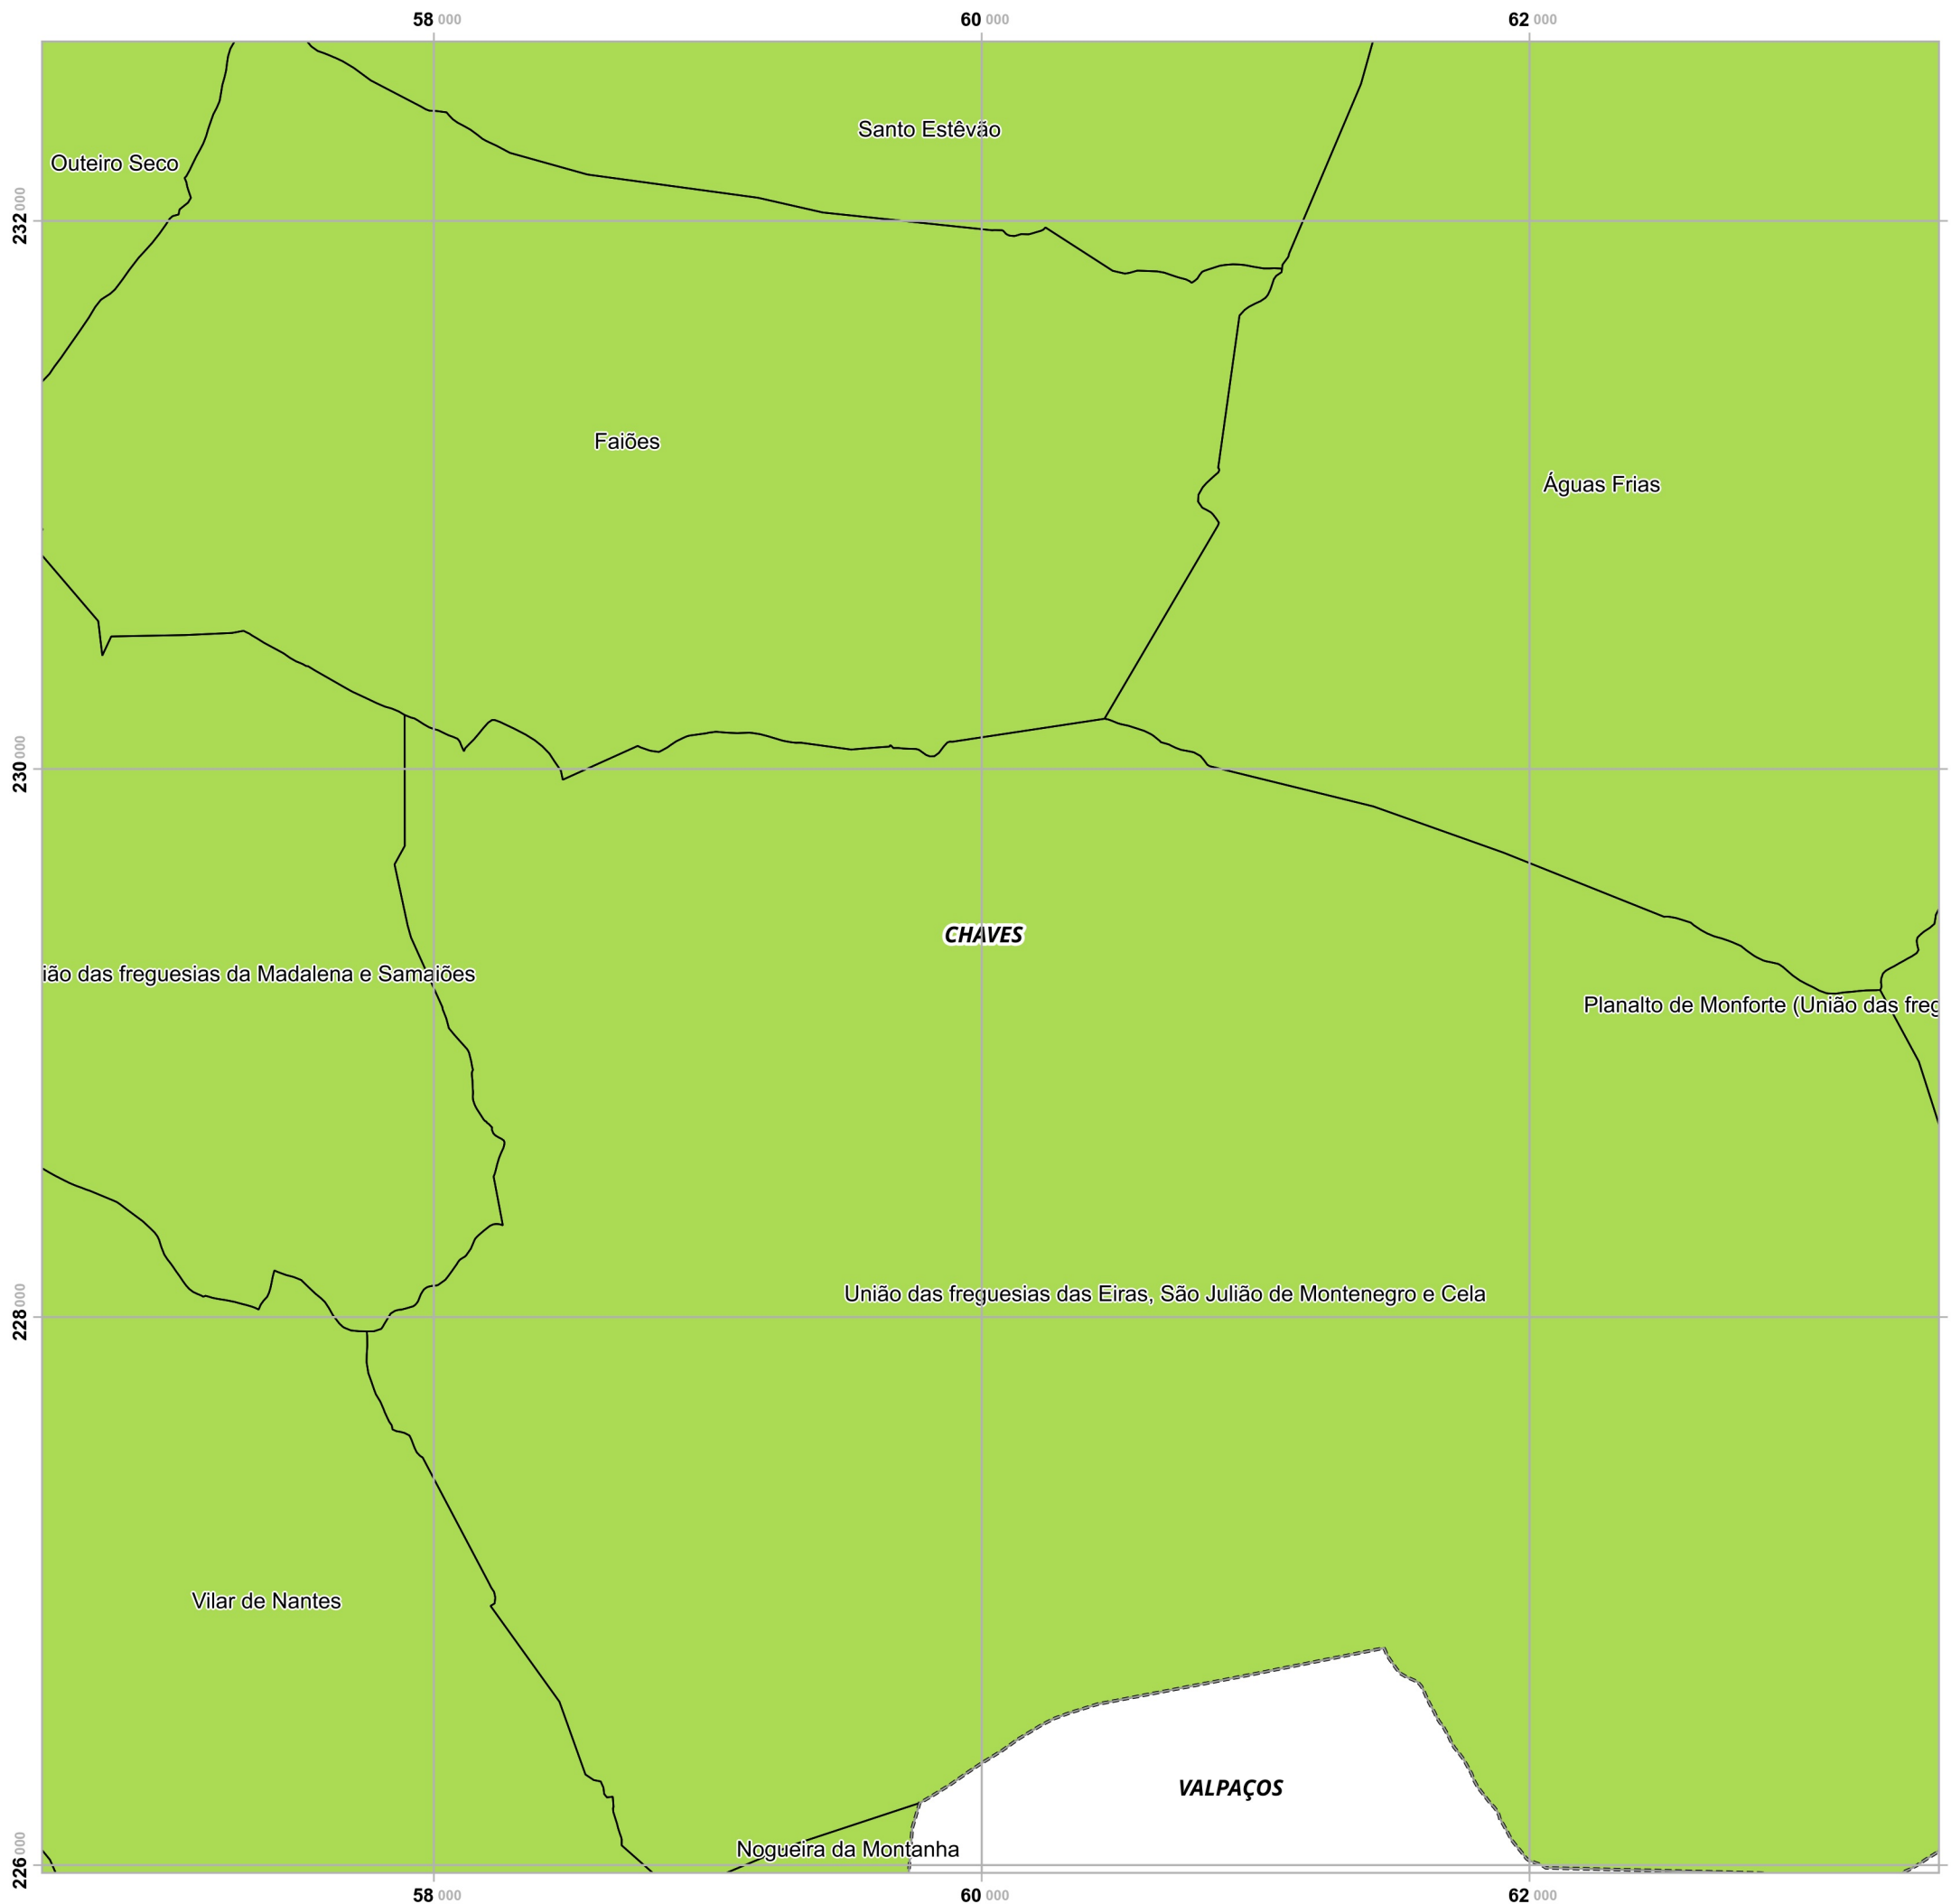 58 000 60 000 62 000
Santo Estêvão
Outeiro Seco
232 000
Faiões
Águas Frias
230 000
CHAVES
ião das freguesias da Madalena e Samaiões
Planalto de Monforte (União das freg
União das freguesias das Eiras, São Julião de Montenegro e Cela
228 000
Vilar de Nantes
VALPAÇOS
Nogueira da Montanha
226 000
58 000 60 000 62 000